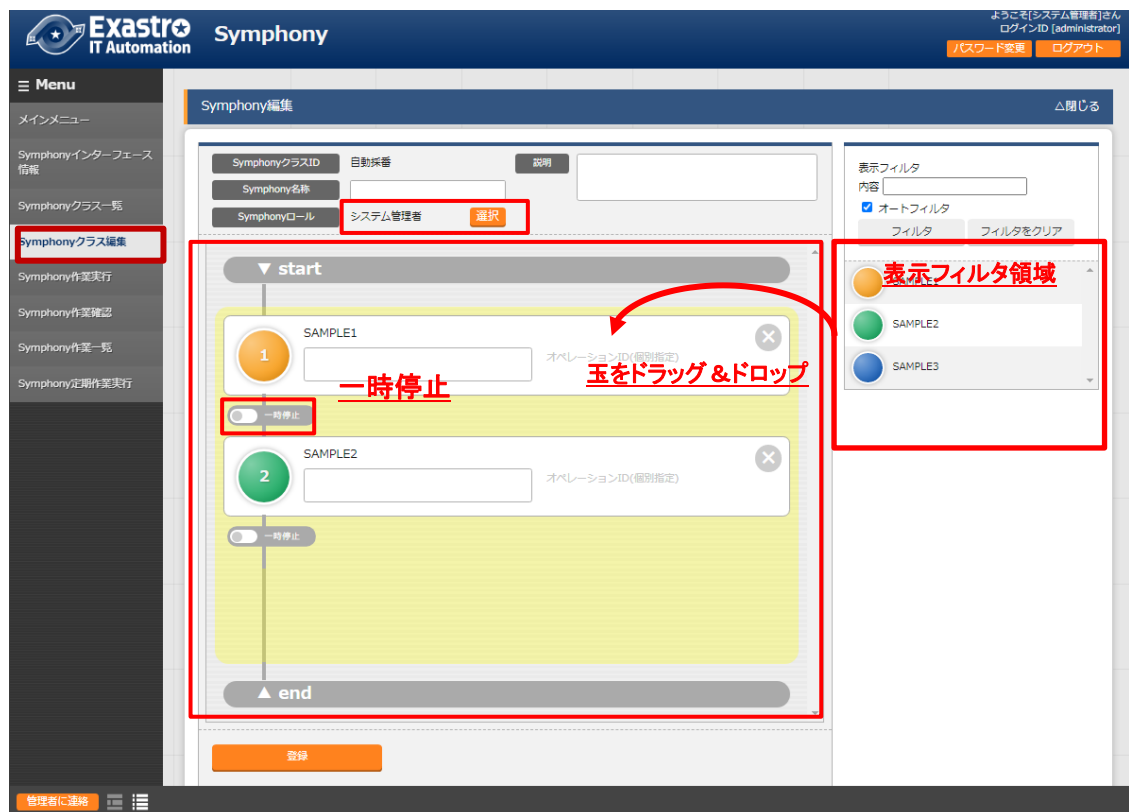 Exastro
IT Automation
Symphony
ようこそ[システム管理者]さん
ログインID [administrator]
パスワード変更
ログアウト
Menu
メインメニュー
Symphonyインターフェース
情報
Symphonyクラス一覧
Symphonyクラス編集
Symphony作業実行
Symphony作業確認
Symphony作業一覧
Symphony定期作業実行
Symphony編集
△閉じる
SymphonyクラスID
自動採番
説明
Symphony名称
Symphonyロール
システム管理者
選択
▼ start
SAMPLE1
1
オペレーションID(個別指定)
玉をドラッグ&ドロップ
一時停止
一時停止
SAMPLE2
2
オペレーションID(個別指定)
一時停止
▲ end
登録
表示フィルタ
内容
オートフィルタ
フィルタ
フィルタをクリア
表示フィルタ領域
SAMPLE2
SAMPLE3
管理者に連絡